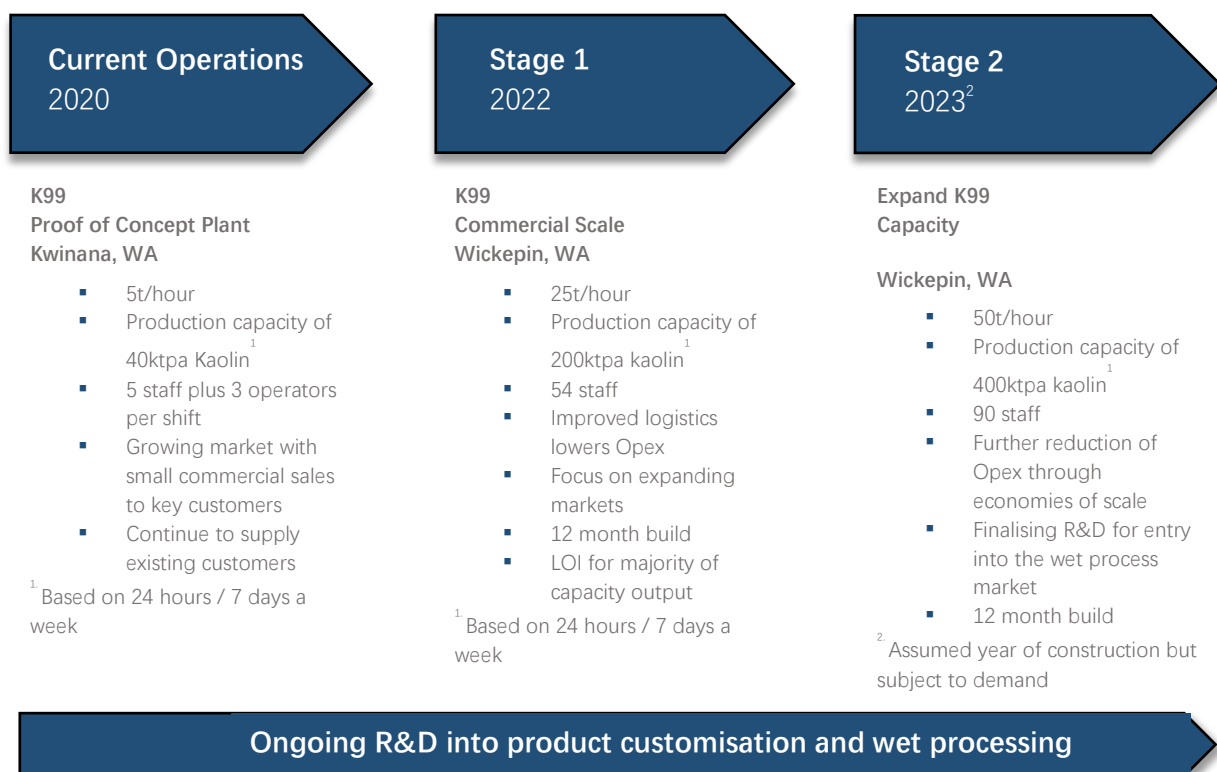 Current Operations
2020
K99
Proof of Concept Plant
Kwinana, WA
▪ 5t/hour
▪ Production capacity of
40ktpa Kaolin¹
▪ 5 staff plus 3 operators
per shift
▪ Growing market with
small commercial sales
to key customers
▪ Continue to supply
existing customers
¹· Based on 24 hours / 7 days a
week
Stage 1
2022
K99
Commercial Scale
Wickepin, WA
▪ 25t/hour
▪ Production capacity of
200ktpa kaolin¹
▪ 54 staff
▪ Improved logistics
lowers Opex
▪ Focus on expanding
markets
▪ 12 month build
▪ LOI for majority of
capacity output
¹· Based on 24 hours / 7 days a
week
Stage 2
2023²
Expand K99
Capacity
Wickepin, WA
▪ 50t/hour
▪ Production capacity of
400ktpa kaolin¹
▪ 90 staff
▪ Further reduction of
Opex through
economies of scale
▪ Finalising R&D for entry
into the wet process
market
▪ 12 month build
²· Assumed year of construction but
subject to demand
Ongoing R&D into product customisation and wet processing